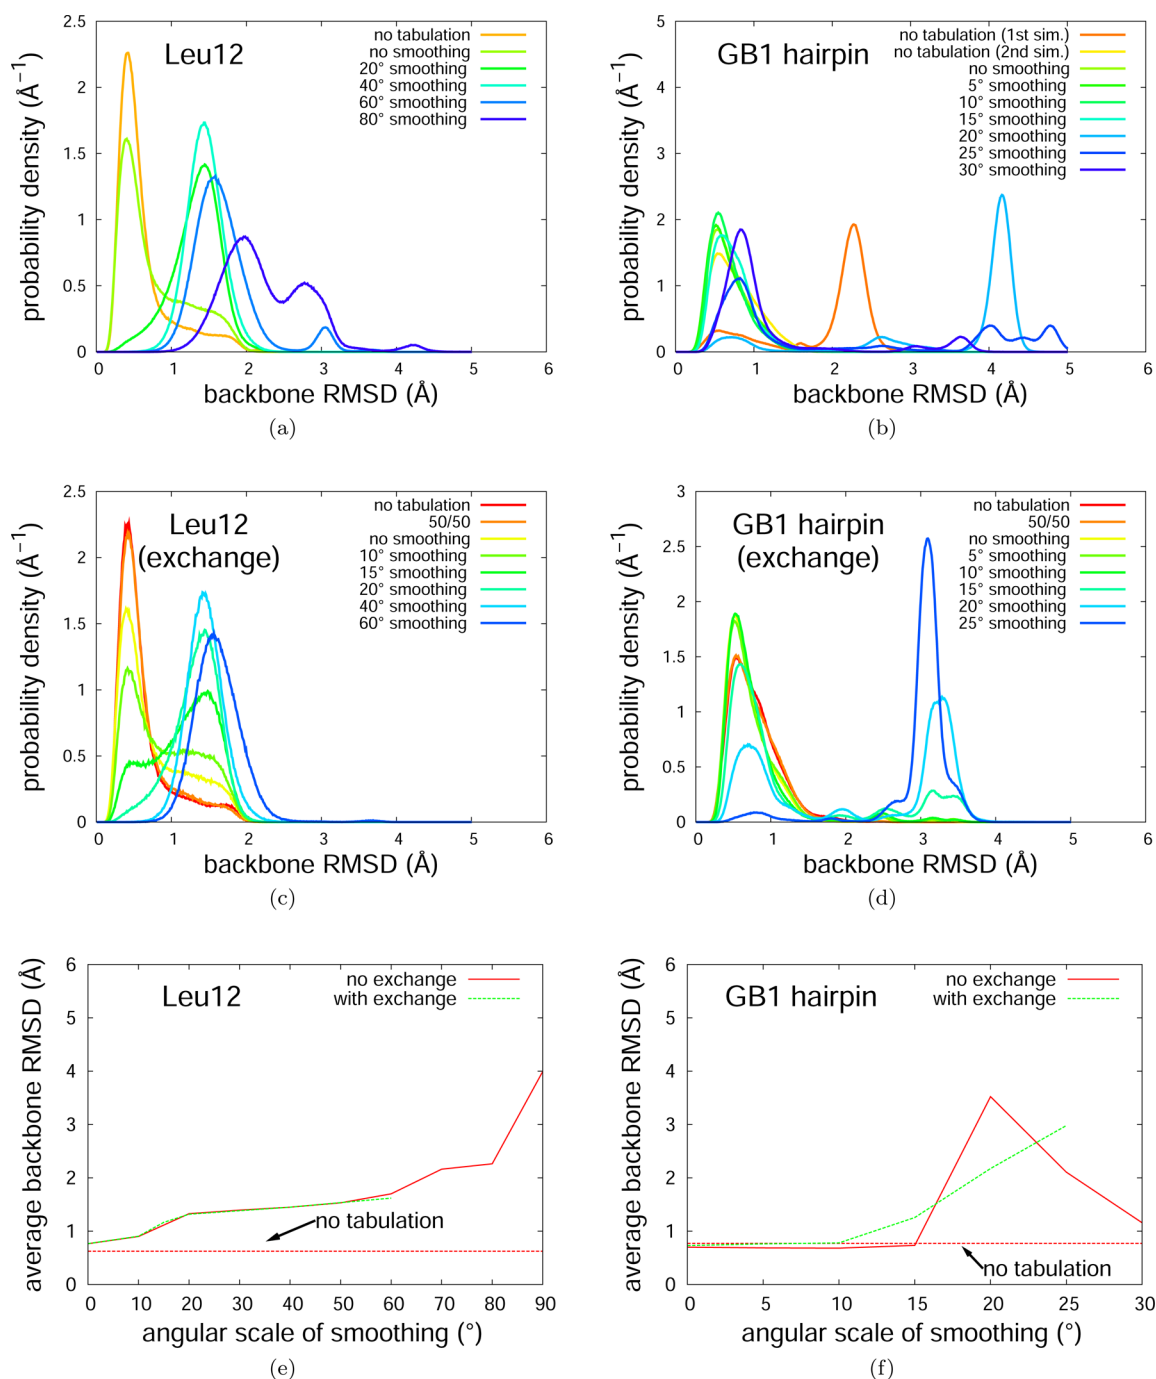 Leu12
no tabulation
no smoothing
20° smoothing
40° smoothing
60° smoothing
80° smoothing
probability density (Å⁻¹)
2.5
2
1.5
1
0.5
0
0 1 2 3 4 5 6
backbone RMSD (Å)
(a)
GB1 hairpin
no tabulation (1st sim.)
no tabulation (2nd sim.)
no smoothing
5° smoothing
10° smoothing
15° smoothing
20° smoothing
25° smoothing
30° smoothing
probability density (Å⁻¹)
5
4
3
2
1
0
0 1 2 3 4 5 6
backbone RMSD (Å)
(b)
Leu12
(exchange)
no tabulation
50/50
no smoothing
10° smoothing
15° smoothing
20° smoothing
40° smoothing
60° smoothing
probability density (Å⁻¹)
2.5
2
1.5
1
0.5
0
0 1 2 3 4 5 6
backbone RMSD (Å)
(c)
GB1 hairpin
(exchange)
no tabulation
50/50
no smoothing
5° smoothing
10° smoothing
15° smoothing
20° smoothing
25° smoothing
probability density (Å⁻¹)
3
2.5
2
1.5
1
0.5
0
0 1 2 3 4 5 6
backbone RMSD (Å)
(d)
Leu12
no exchange
with exchange
average backbone RMSD (Å)
6
5
4
3
2
1
0
no tabulation
0 10 20 30 40 50 60 70 80 90
angular scale of smoothing (°)
(e)
GB1 hairpin
no exchange
with exchange
average backbone RMSD (Å)
6
5
4
3
2
1
0
no tabulation
0 5 10 15 20 25 30
angular scale of smoothing (°)
(f)